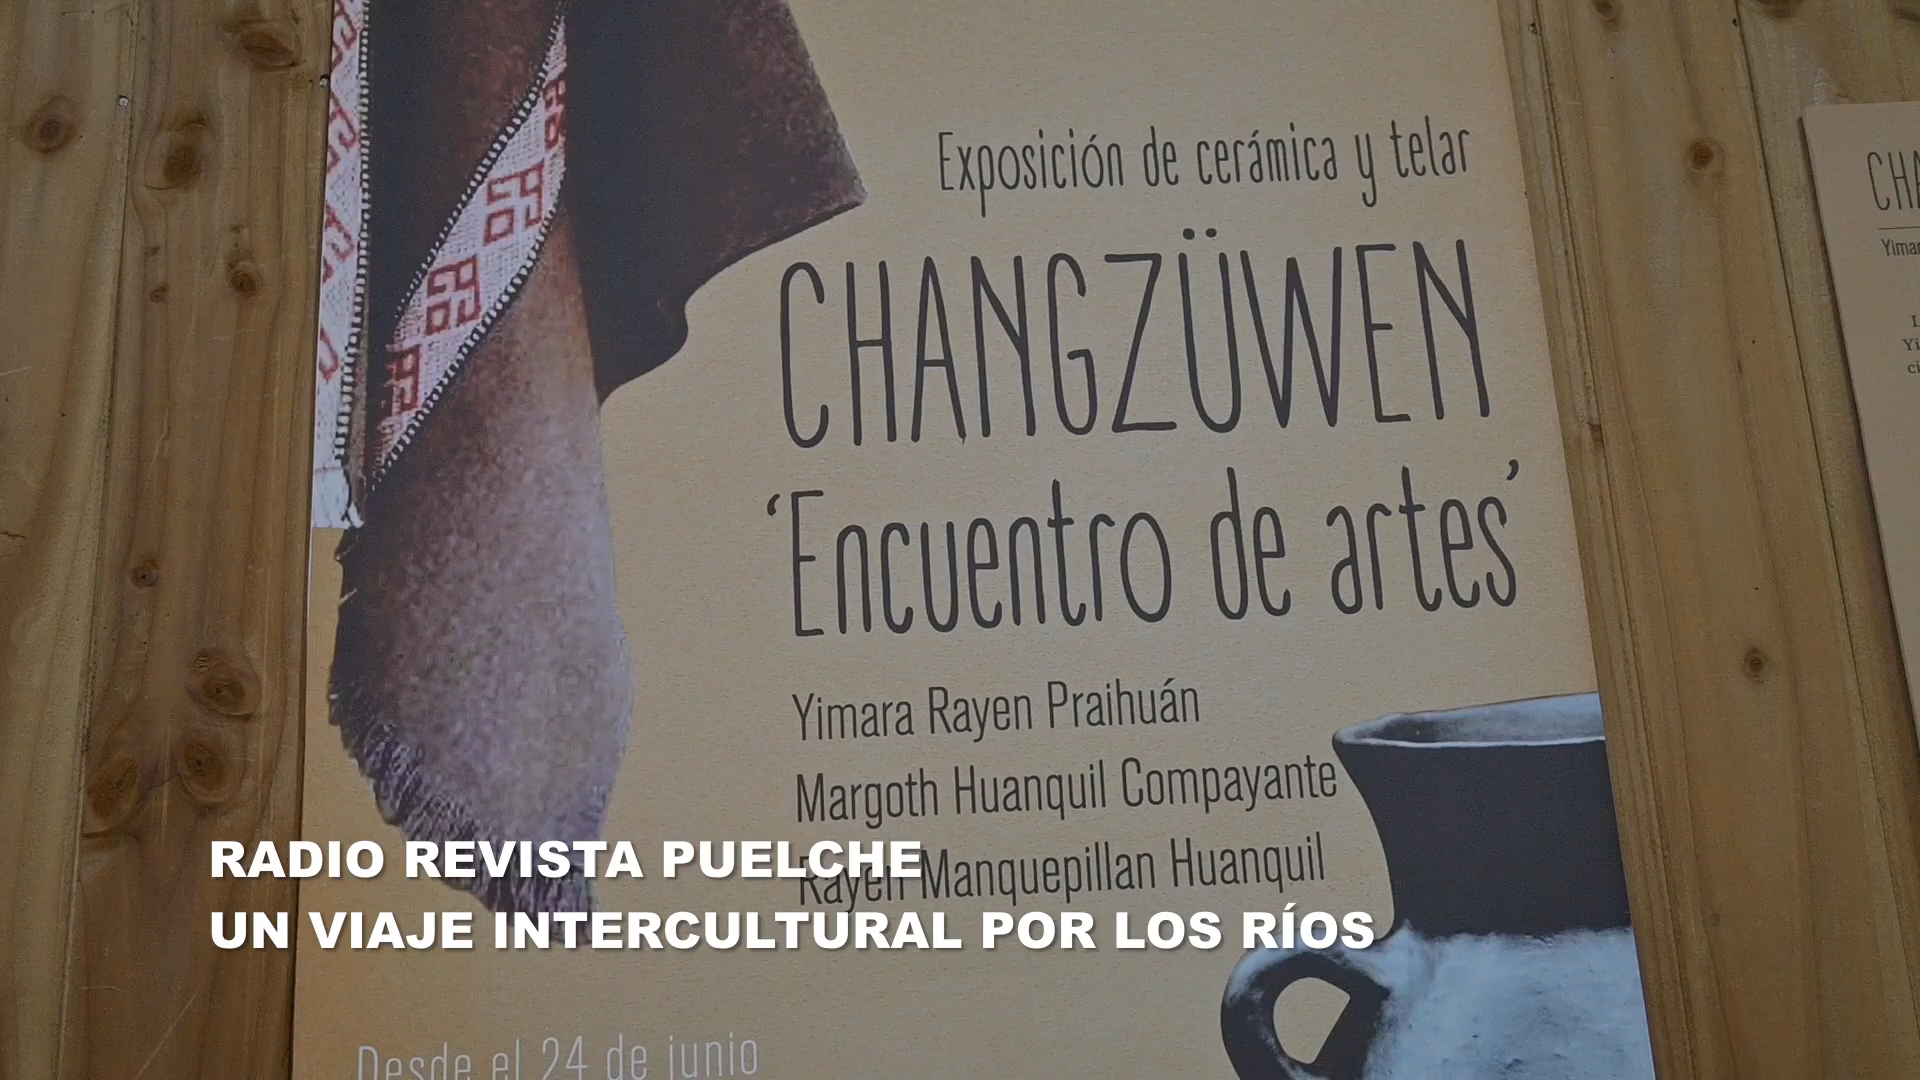 Exposición de cerámica y telar
CHANGZÜWEN
'Encuentro de artes'
Yimara Rayen Praihuán
Margoth Huanquil Compayante
Rayen Manquepillan Huanquil
RADIO REVISTA PUELCHE
UN VIAJE INTERCULTURAL POR LOS RÍOS
Desde el 24 de junio